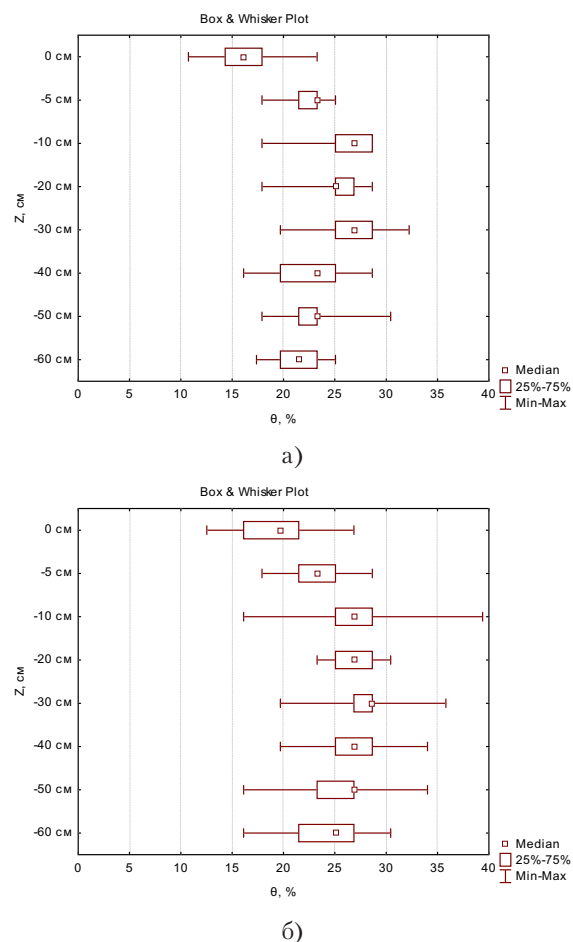 Box & Whisker Plot
0 см
-5 см
-10 см
-20 см
-30 см
-40 см
-50 см
-60 см
Z, см
0 5 10 15 20 25 30 35 40
θ, %
Median
25%-75%
Min-Max
а)
Box & Whisker Plot
0 см
-5 см
-10 см
-20 см
-30 см
-40 см
-50 см
-60 см
Z, см
0 5 10 15 20 25 30 35 40
θ, %
Median
25%-75%
Min-Max
б)